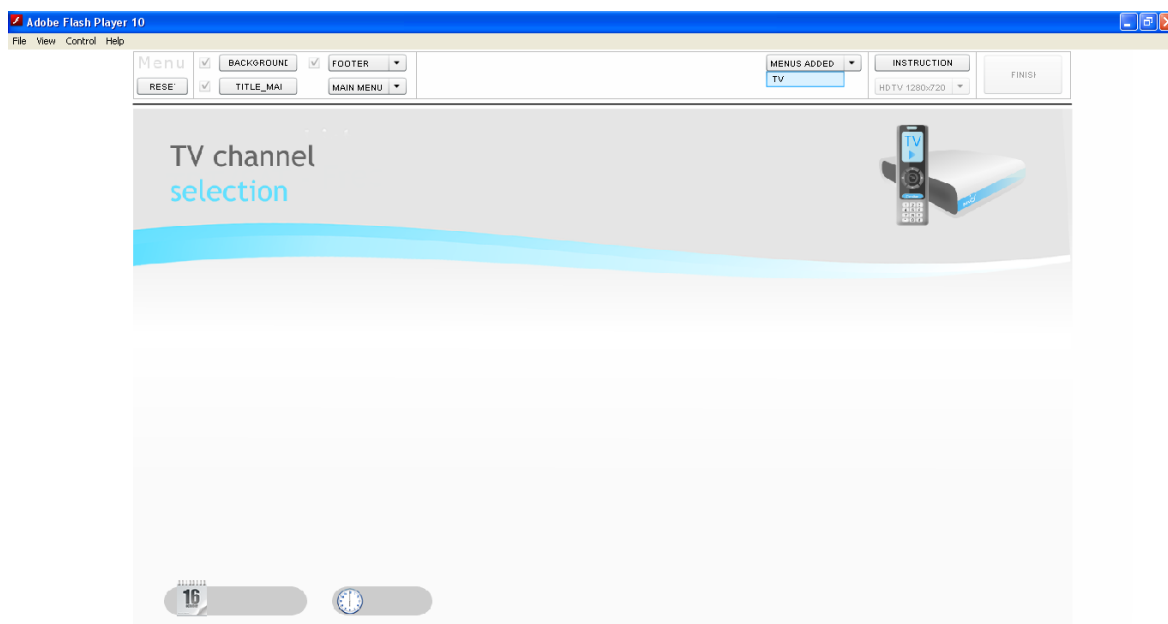 Adobe Flash Player 10
File View Control Help
Menu BACKGROUND FOOTER MENUS ADDED INSTRUCTION
RESE TITLE_MAI MAIN MENU TV HDTV 1280x720 FINISI
TV channel
selection
TV
16